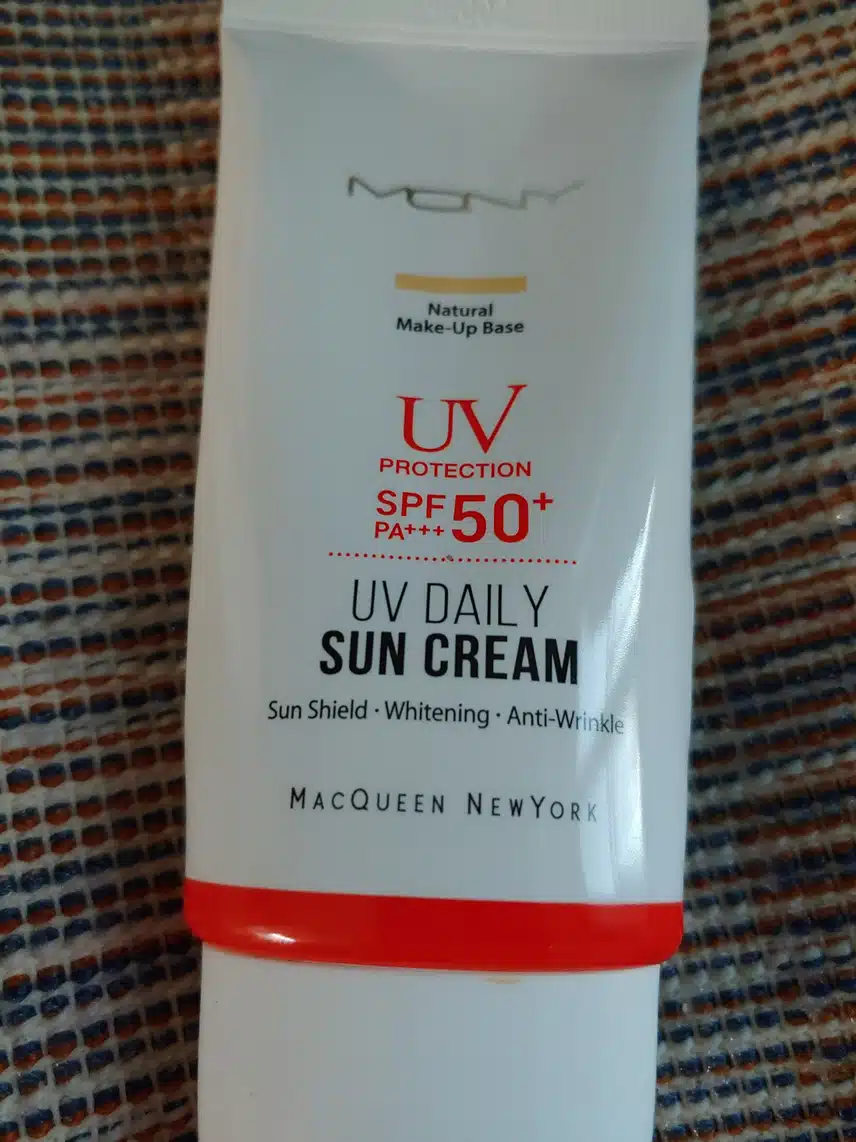 MONY
Natural
Make-Up Base
UV
PROTECTION
SPF 50+
PA+++
UV DAILY
SUN CREAM
Sun Shield · Whitening · Anti-Wrinkle
MACQUEEN NEWYORK